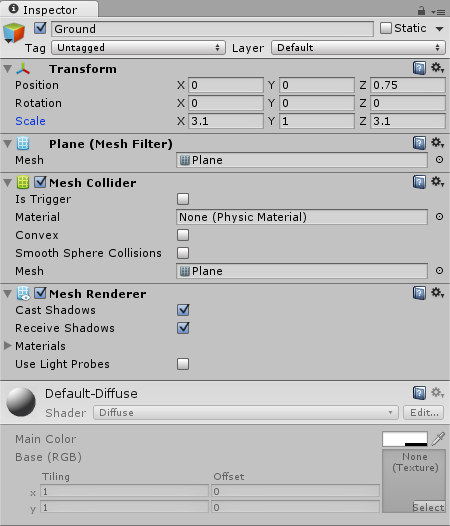 Inspector
Ground Static
Tag Untagged Layer Default
Transform
Position X 0 Y 0 Z 0.75
Rotation X 0 Y 0 Z 0
Scale X 3.1 Y 1 Z 3.1
Plane (Mesh Filter)
Mesh Plane
Mesh Collider
Is Trigger
Material None (Physic Material)
Convex
Smooth Sphere Collisions
Mesh Plane
Mesh Renderer
Cast Shadows
Receive Shadows
Materials
Use Light Probes
Default-Diffuse
Shader Diffuse Edit...
Main Color
Base (RGB) None
(Texture)
Tiling Offset
x 1 0
y 1 0 Select